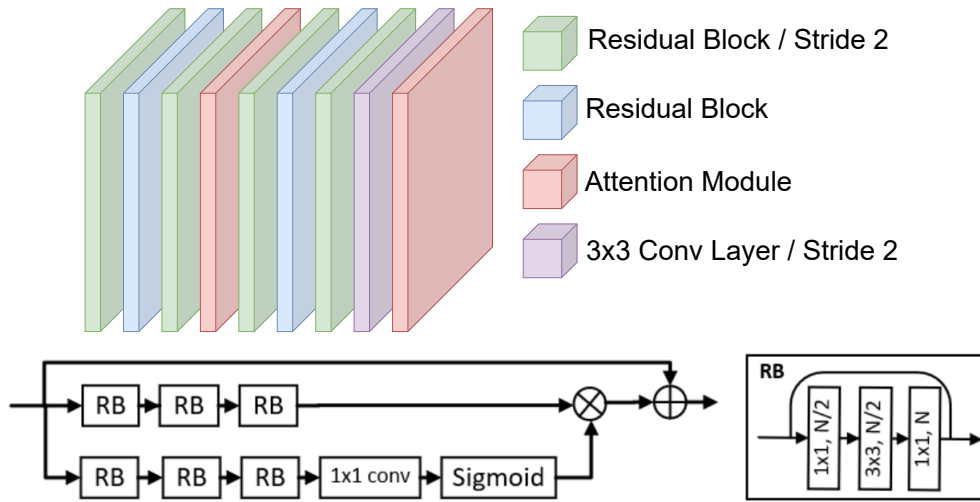 Residual Block / Stride 2
Residual Block
Attention Module
3x3 Conv Layer / Stride 2
RB RB RB
RB RB RB 1x1 conv Sigmoid
RB
1x1, N/2
3x3, N/2
1x1, N